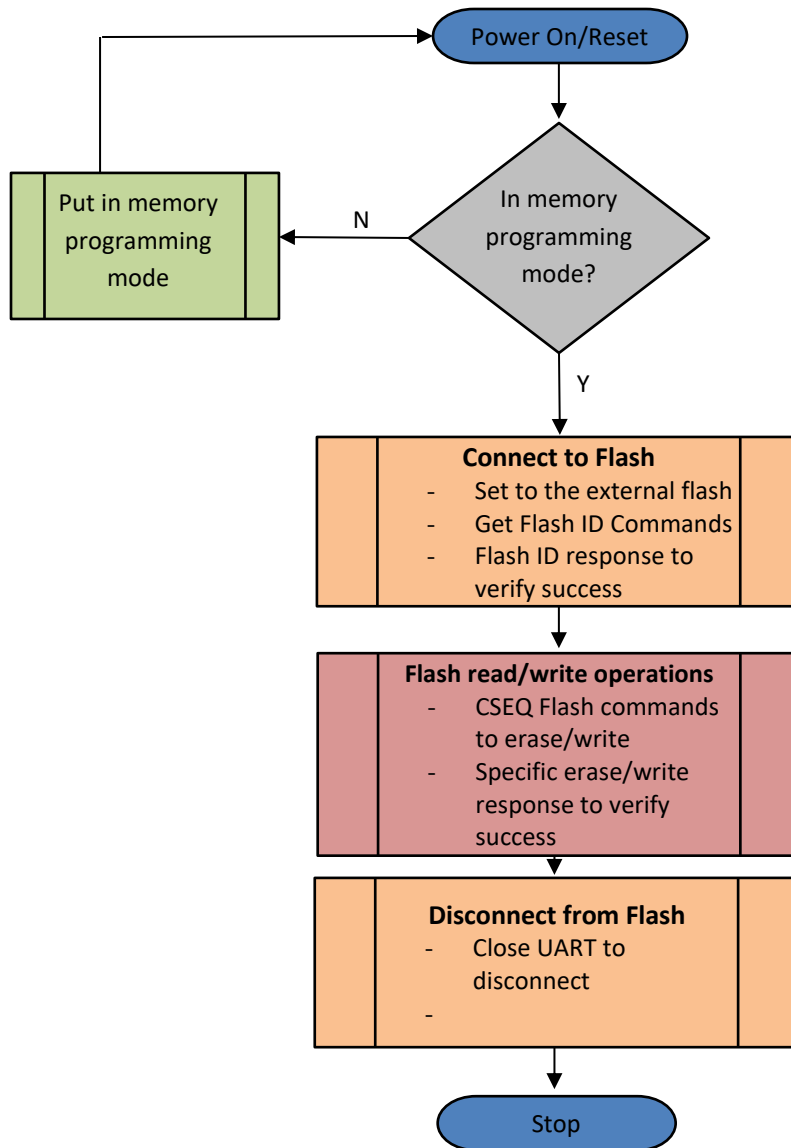 Power On/Reset
Put in memory
programming
mode
N
In memory
programming
mode?
Y
Connect to Flash
- Set to the external flash
- Get Flash ID Commands
- Flash ID response to
verify success
Flash read/write operations
- CSEQ Flash commands
to erase/write
- Specific erase/write
response to verify
success
Disconnect from Flash
- Close UART to
disconnect
-
Stop